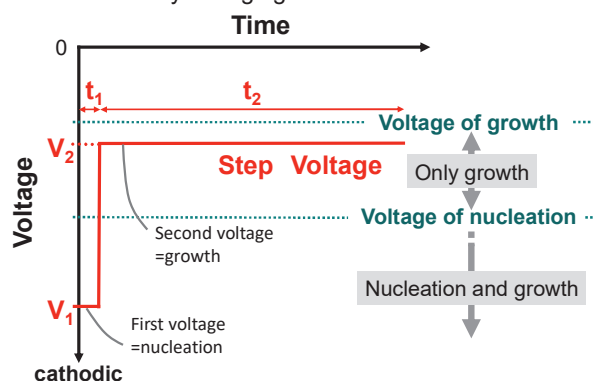 Time
0
t1
t2
Voltage of growth
V2
Step Voltage
Only growth
Voltage
Voltage of nucleation
Second voltage
=growth
Nucleation and growth
V1
First voltage
=nucleation
cathodic